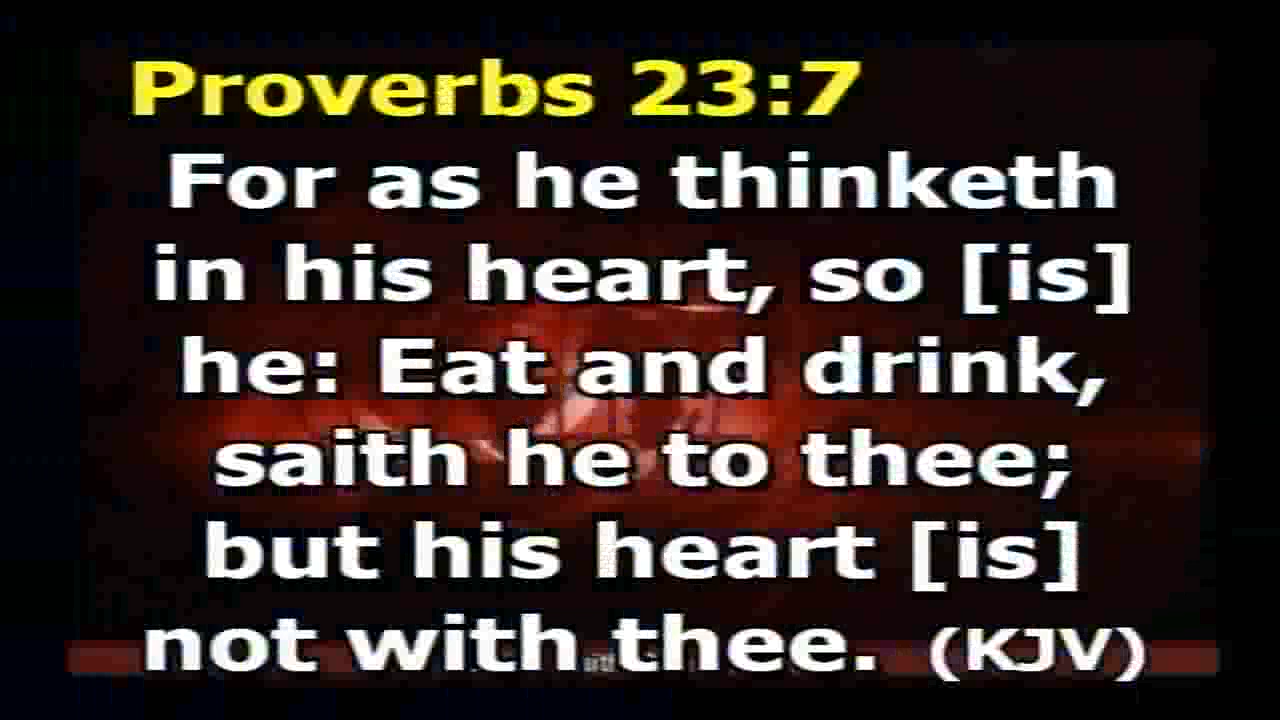 Proverbs 23:7
For as he thinketh
in his heart, so [is]
he: Eat and drink,
saith he to thee;
but his heart [is]
not with thee. (KJV)